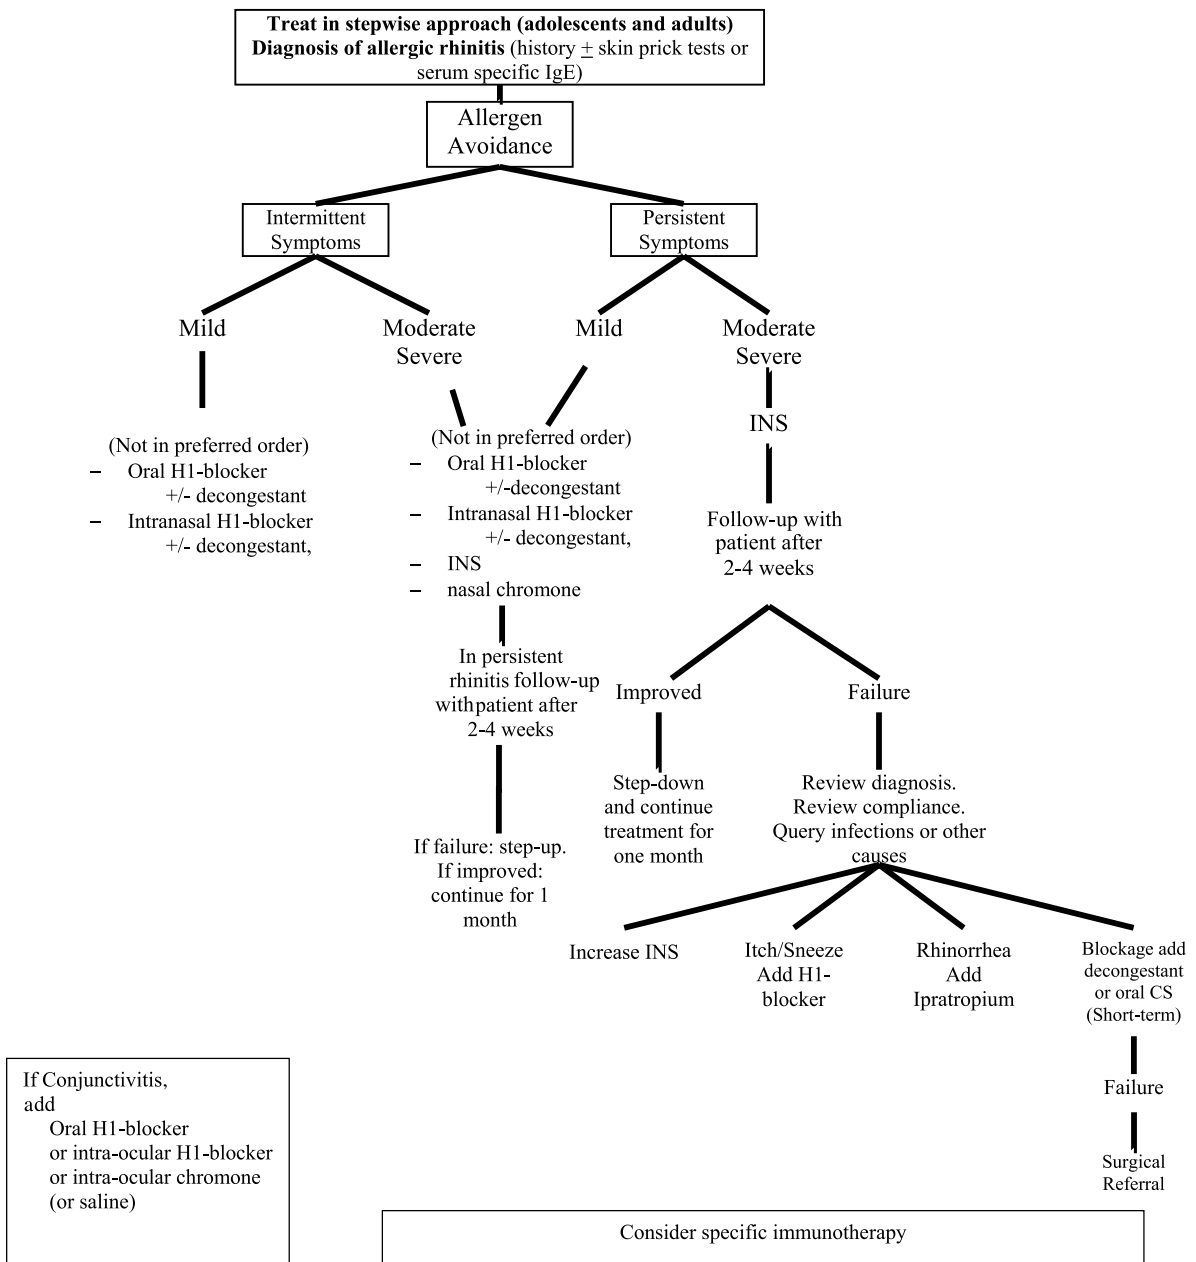 Treat in stepwise approach (adolescents and adults)
Diagnosis of allergic rhinitis (history ± skin prick tests or
serum specific IgE)
Allergen
Avoidance
Intermittent
Symptoms
Persistent
Symptoms
Mild
Moderate
Severe
Mild
Moderate
Severe
(Not in preferred order)
– Oral H1-blocker
+/- decongestant
– Intranasal H1-blocker
+/- decongestant,
(Not in preferred order)
– Oral H1-blocker
+/-decongestant
– Intranasal H1-blocker
+/- decongestant,
– INS
– nasal chromone
In persistent
rhinitis follow-up
with patient after
2-4 weeks
If failure: step-up.
If improved:
continue for 1
month
INS
Follow-up with
patient after
2-4 weeks
Improved
Failure
Step-down
and continue
treatment for
one month
Review diagnosis.
Review compliance.
Query infections or other
causes
Increase INS
Itch/Sneeze
Add H1-
blocker
Rhinorrhea
Add
Ipratropium
Blockage add
decongestant
or oral CS
(Short-term)
Failure
Surgical
Referral
If Conjunctivitis,
add
Oral H1-blocker
or intra-ocular H1-blocker
or intra-ocular chromone
(or saline)
Consider specific immunotherapy